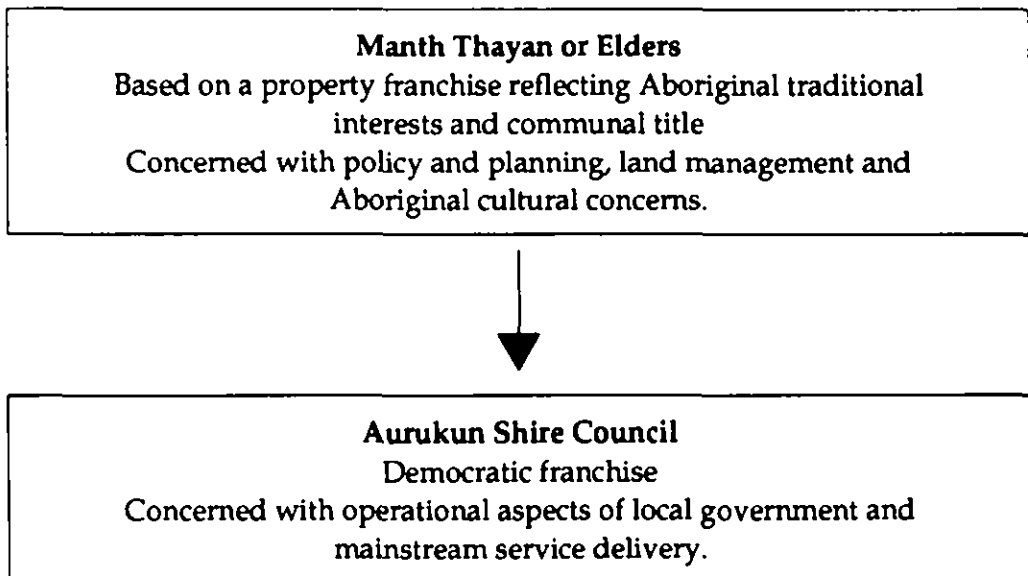 Manth Thayan or Elders
Based on a property franchise reflecting Aboriginal traditional
interests and communal title
Concerned with policy and planning, land management and
Aboriginal cultural concerns.
Aurukun Shire Council
Democratic franchise
Concerned with operational aspects of local government and
mainstream service delivery.